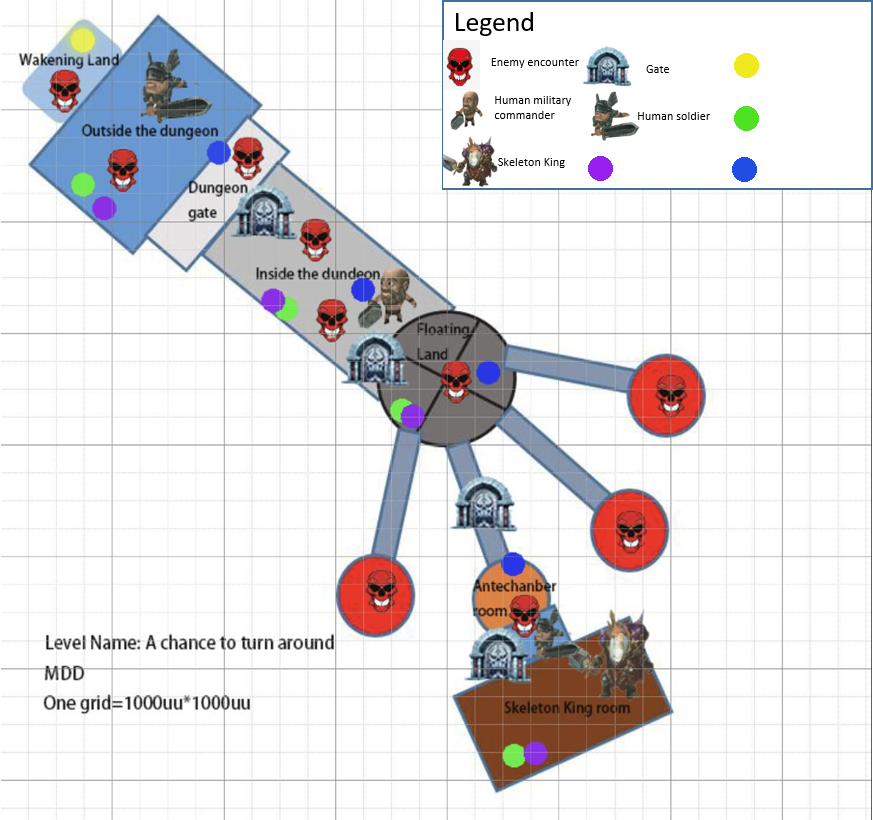 Legend
Enemy encounter
Gate
Human military
commander
Human soldier
Skeleton King
Wakening Land
Outside the dungeon
Dungeon
gate
Inside the dundeon
Floating
Land
Antechanber
room
Skeleton King room
Level Name: A chance to turn around
MDD
One grid=1000uu*1000uu